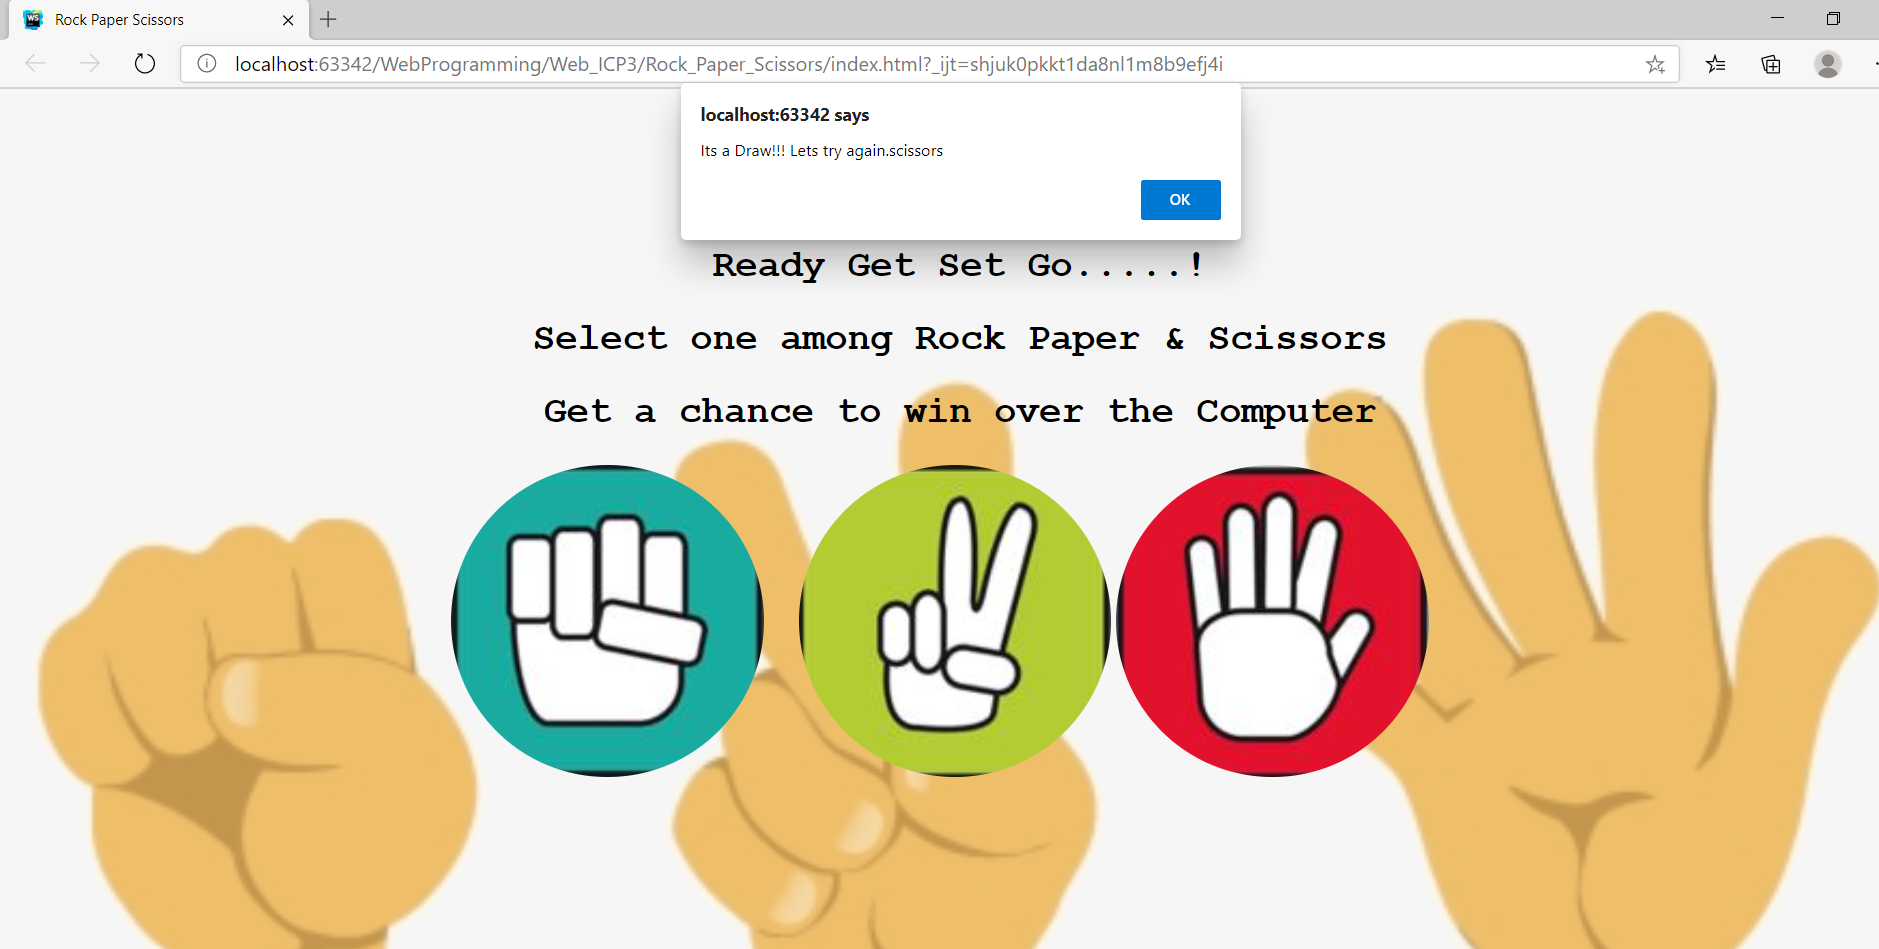 Rock Paper Scissors
localhost:63342/WebProgramming/Web_ICP3/Rock_Paper_Scissors/index.html?_ijt=shjuk0pkkt1da8nl1m8b9efj4i
localhost:63342 says
Its a Draw!!! Lets try again.scissors
OK
Ready Get Set Go.....!
Select one among Rock Paper & Scissors
Get a chance to win over the Computer